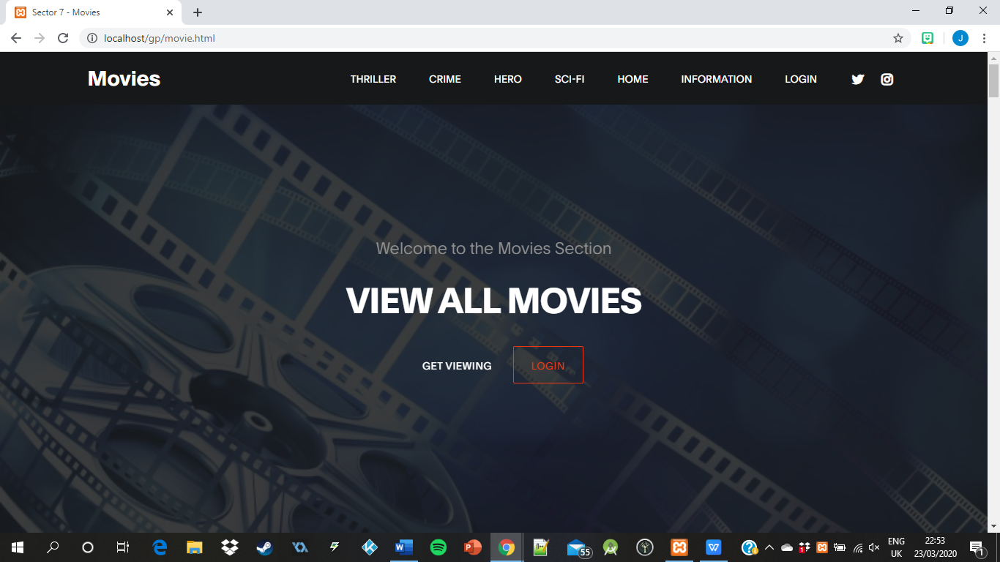 Sector 7 - Movies
localhost/gp/movie.html
J
Movies
THRILLER CRIME HERO SCI-FI HOME INFORMATION LOGIN
Welcome to the Movies Section
VIEW ALL MOVIES
GET VIEWING LOGIN
55
1
ENG
UK
22:53
23/03/2020
1